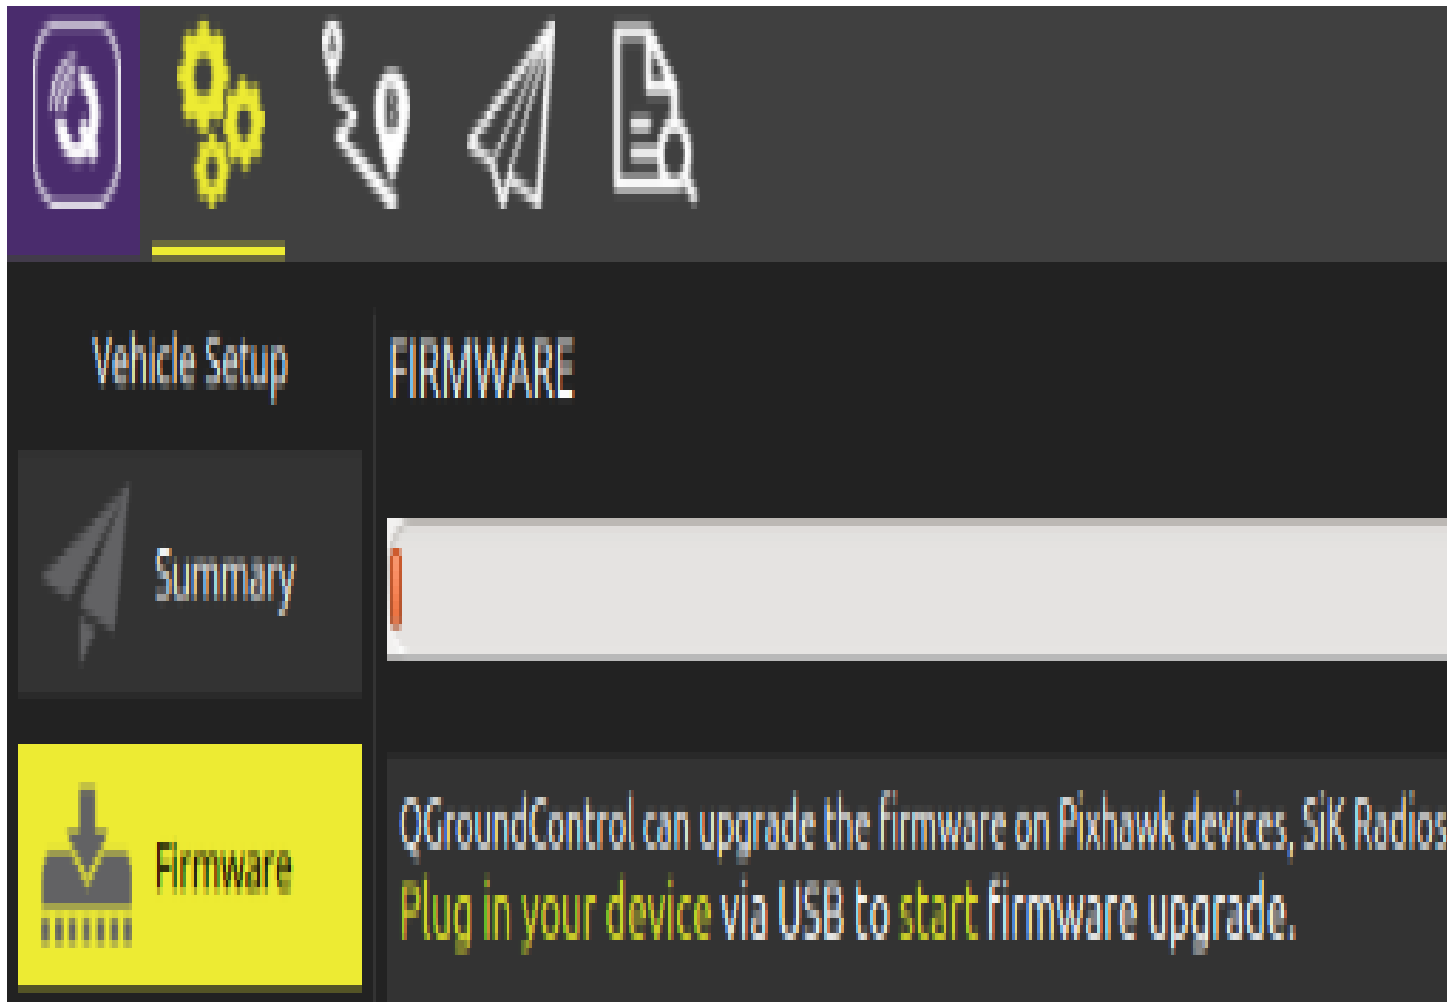 Vehicle Setup
FIRMWARE
Summary
Firmware
QGroundControl can upgrade the firmware on Pixhawk devices, SiK Radios
Plug in your device via USB to start firmware upgrade.